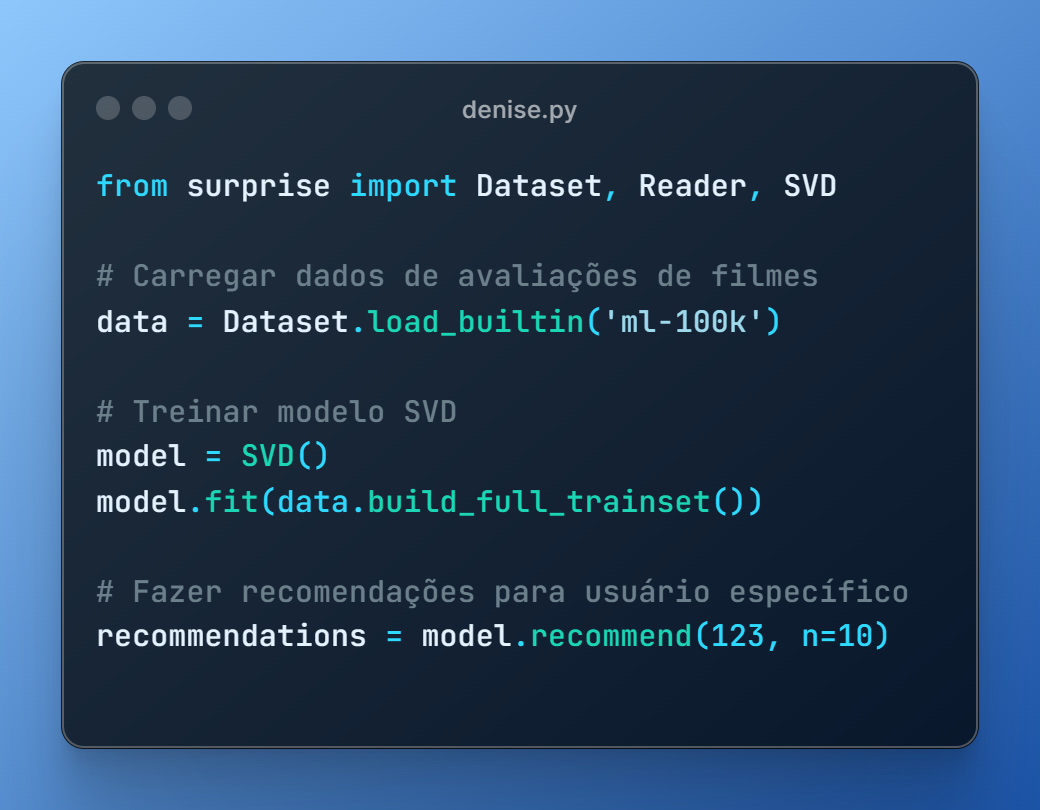 denise.py
from surprise import Dataset, Reader, SVD
# Carregar dados de avaliações de filmes
data = Dataset.load_builtin('ml-100k')
# Treinar modelo SVD
model = SVD()
model.fit(data.build_full_trainset())
# Fazer recomendações para usuário específico
recommendations = model.recommend(123, n=10)